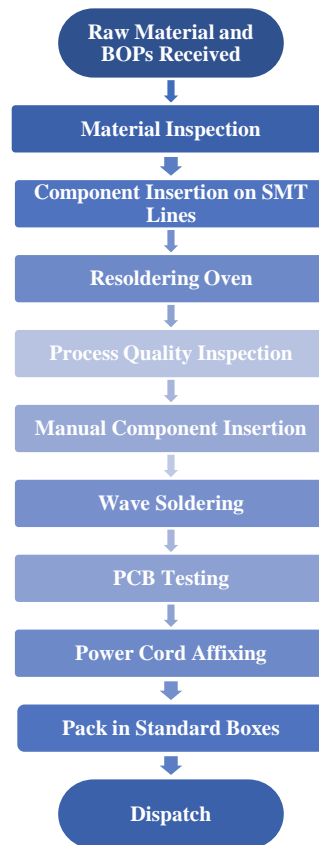 Raw Material and
BOPs Received
Material Inspection
Component Insertion on SMT
Lines
Resoldering Oven
Process Quality Inspection
Manual Component Insertion
Wave Soldering
PCB Testing
Power Cord Affixing
Pack in Standard Boxes
Dispatch